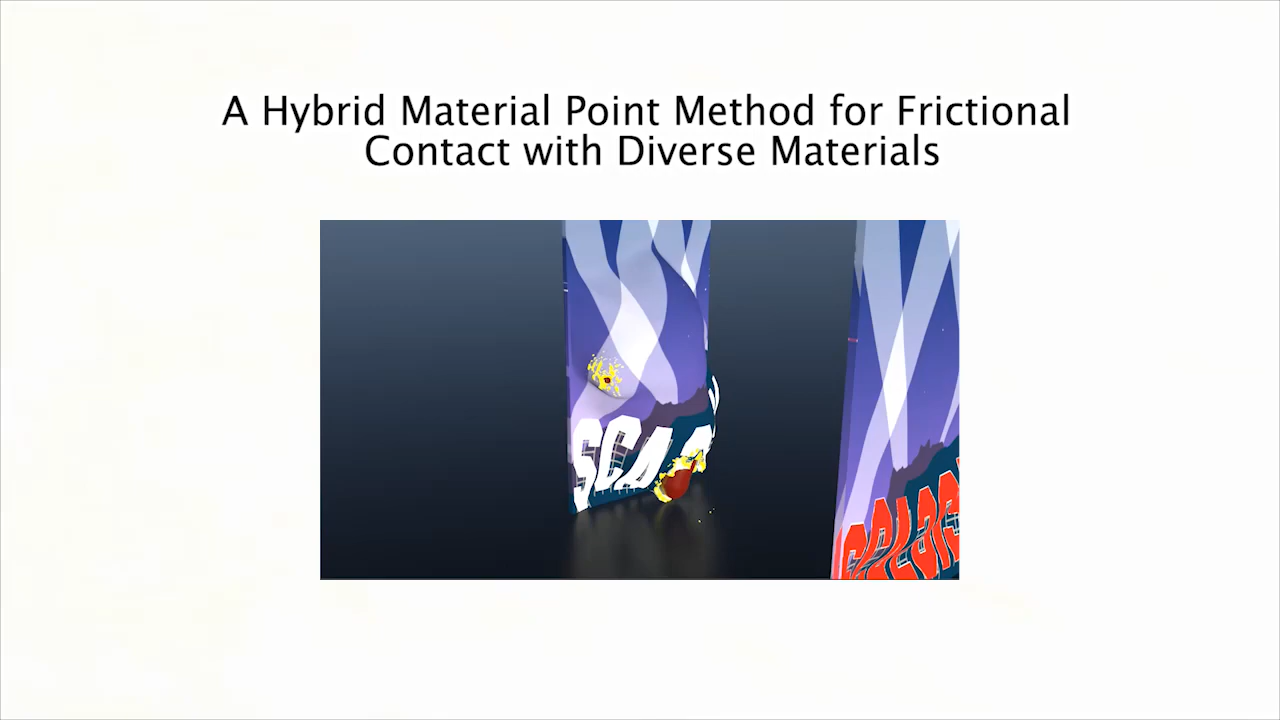 A Hybrid Material Point Method for Frictional
Contact with Diverse Materials